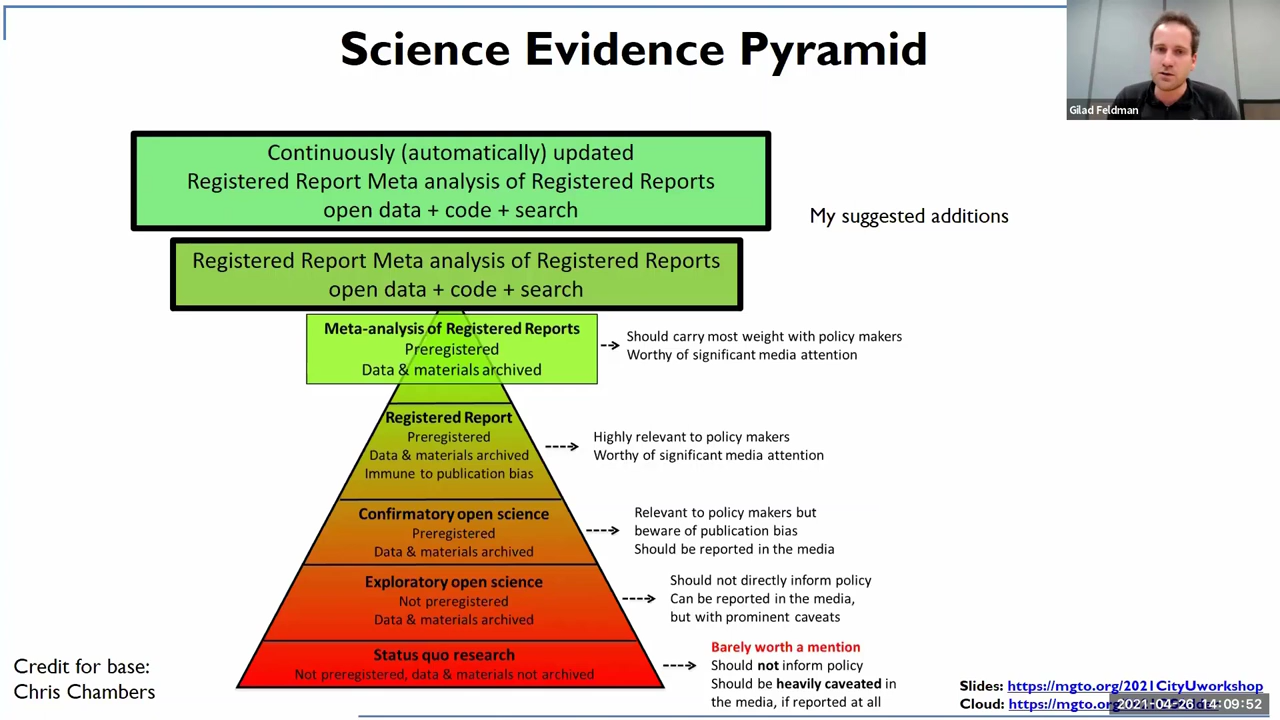 Science Evidence Pyramid
Gilad Feldman
Continuously (automatically) updated
Registered Report Meta analysis of Registered Reports
open data + code + search
My suggested additions
Registered Report Meta analysis of Registered Reports
open data + code + search
Meta-analysis of Registered Reports
Preregistered
Data & materials archived
Should carry most weight with policy makers
Worthy of significant media attention
Registered Report
Preregistered
Data & materials archived
Immune to publication bias
Highly relevant to policy makers
Worthy of significant media attention
Confirmatory open science
Preregistered
Data & materials archived
Relevant to policy makers but
beware of publication bias
Should be reported in the media
Exploratory open science
Not preregistered
Data & materials archived
Should not directly inform policy
Can be reported in the media,
but with prominent caveats
Status quo research
Not preregistered, data & materials not archived
Barely worth a mention
Should not inform policy
Should be heavily caveated in
the media, if reported at all
Credit for base:
Chris Chambers
Slides: https://mgto.org/2021CityUworkshop
Cloud: https://mgto.org/
2021-04-26 14:09:52